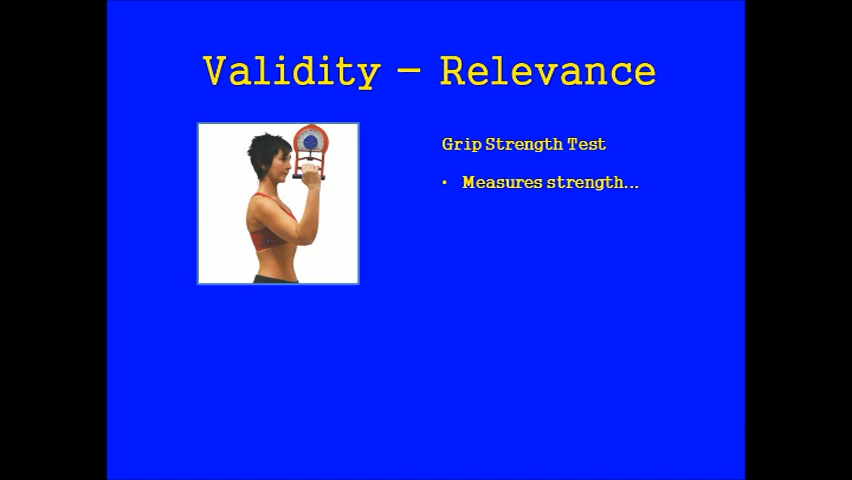 Validity – Relevance
Grip Strength Test
• Measures strength...